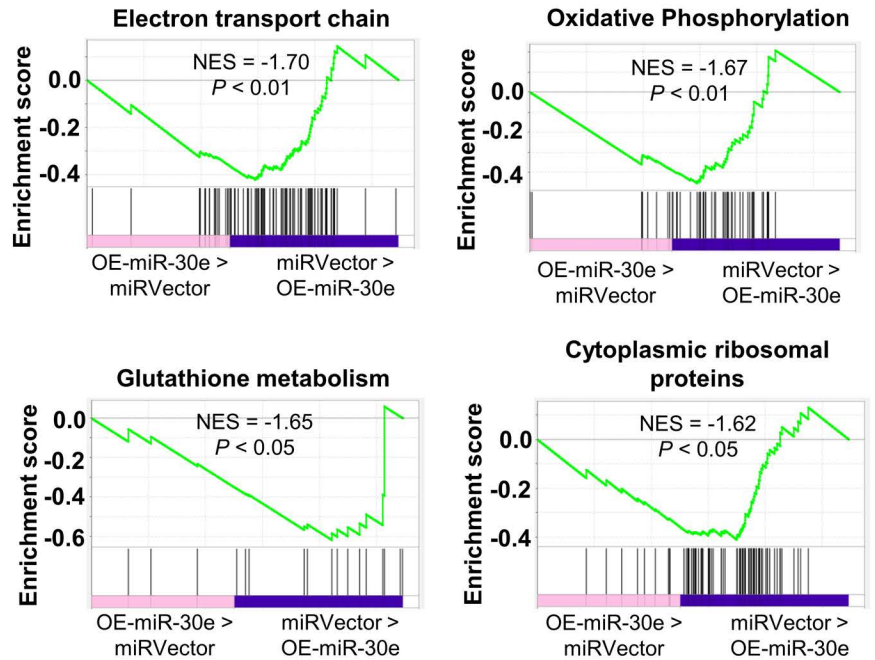 Electron transport chain
Enrichment score
0.0
-0.2
-0.4
NES = -1.70
P < 0.01
OE-miR-30e >
miRVector
miRVector >
OE-miR-30e
Oxidative Phosphorylation
Enrichment score
0.0
-0.2
-0.4
NES = -1.67
P < 0.01
OE-miR-30e >
miRVector
miRVector >
OE-miR-30e
Glutathione metabolism
Enrichment score
0.0
-0.2
-0.4
-0.6
NES = -1.65
P < 0.05
OE-miR-30e >
miRVector
miRVector >
OE-miR-30e
Cytoplasmic ribosomal
proteins
Enrichment score
0.0
-0.2
-0.4
NES = -1.62
P < 0.05
OE-miR-30e >
miRVector
miRVector >
OE-miR-30e